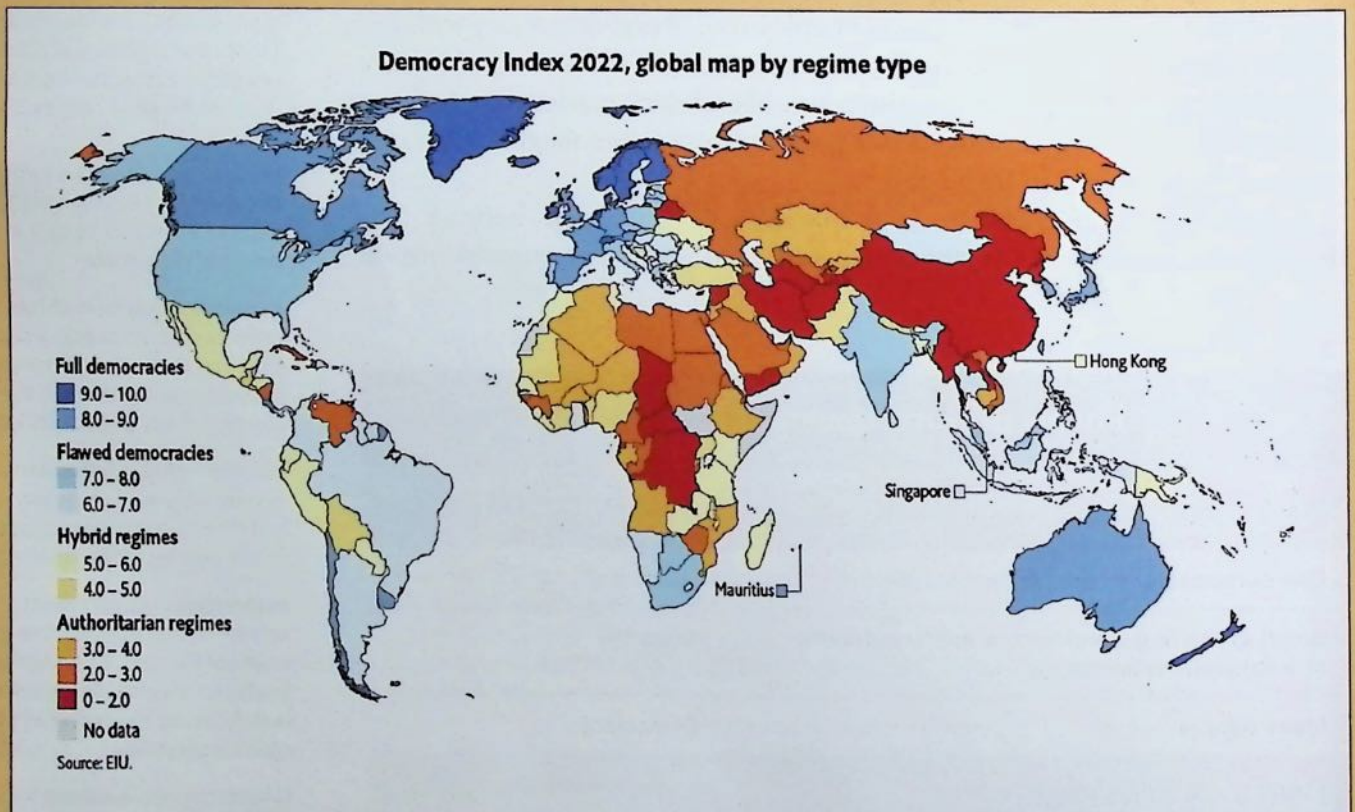 Democracy Index 2022, global map by regime type
Full democracies
9.0 – 10.0
8.0 – 9.0
Flawed democracies
7.0 – 8.0
6.0 – 7.0
Hybrid regimes
5.0 – 6.0
4.0 – 5.0
Authoritarian regimes
3.0 – 4.0
2.0 – 3.0
0 – 2.0
No data
Source: EIU.
Hong Kong
Singapore
Mauritius